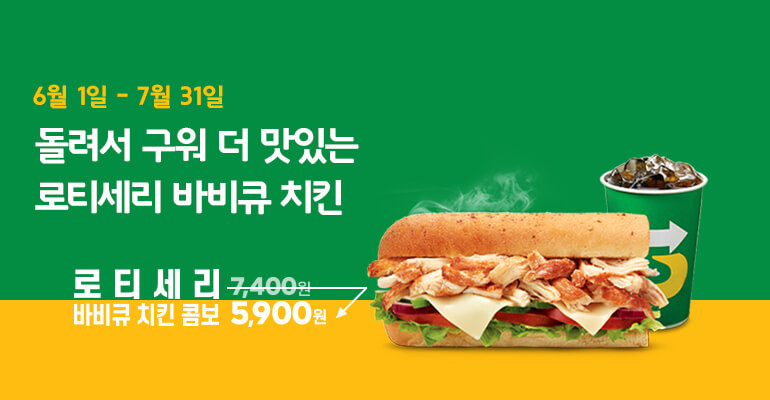 6월 1일 - 7월 31일
돌려서 구워 더 맛있는
로티세리 바비큐 치킨
로티세리 7,400원
바비큐 치킨 콤보 5,900원